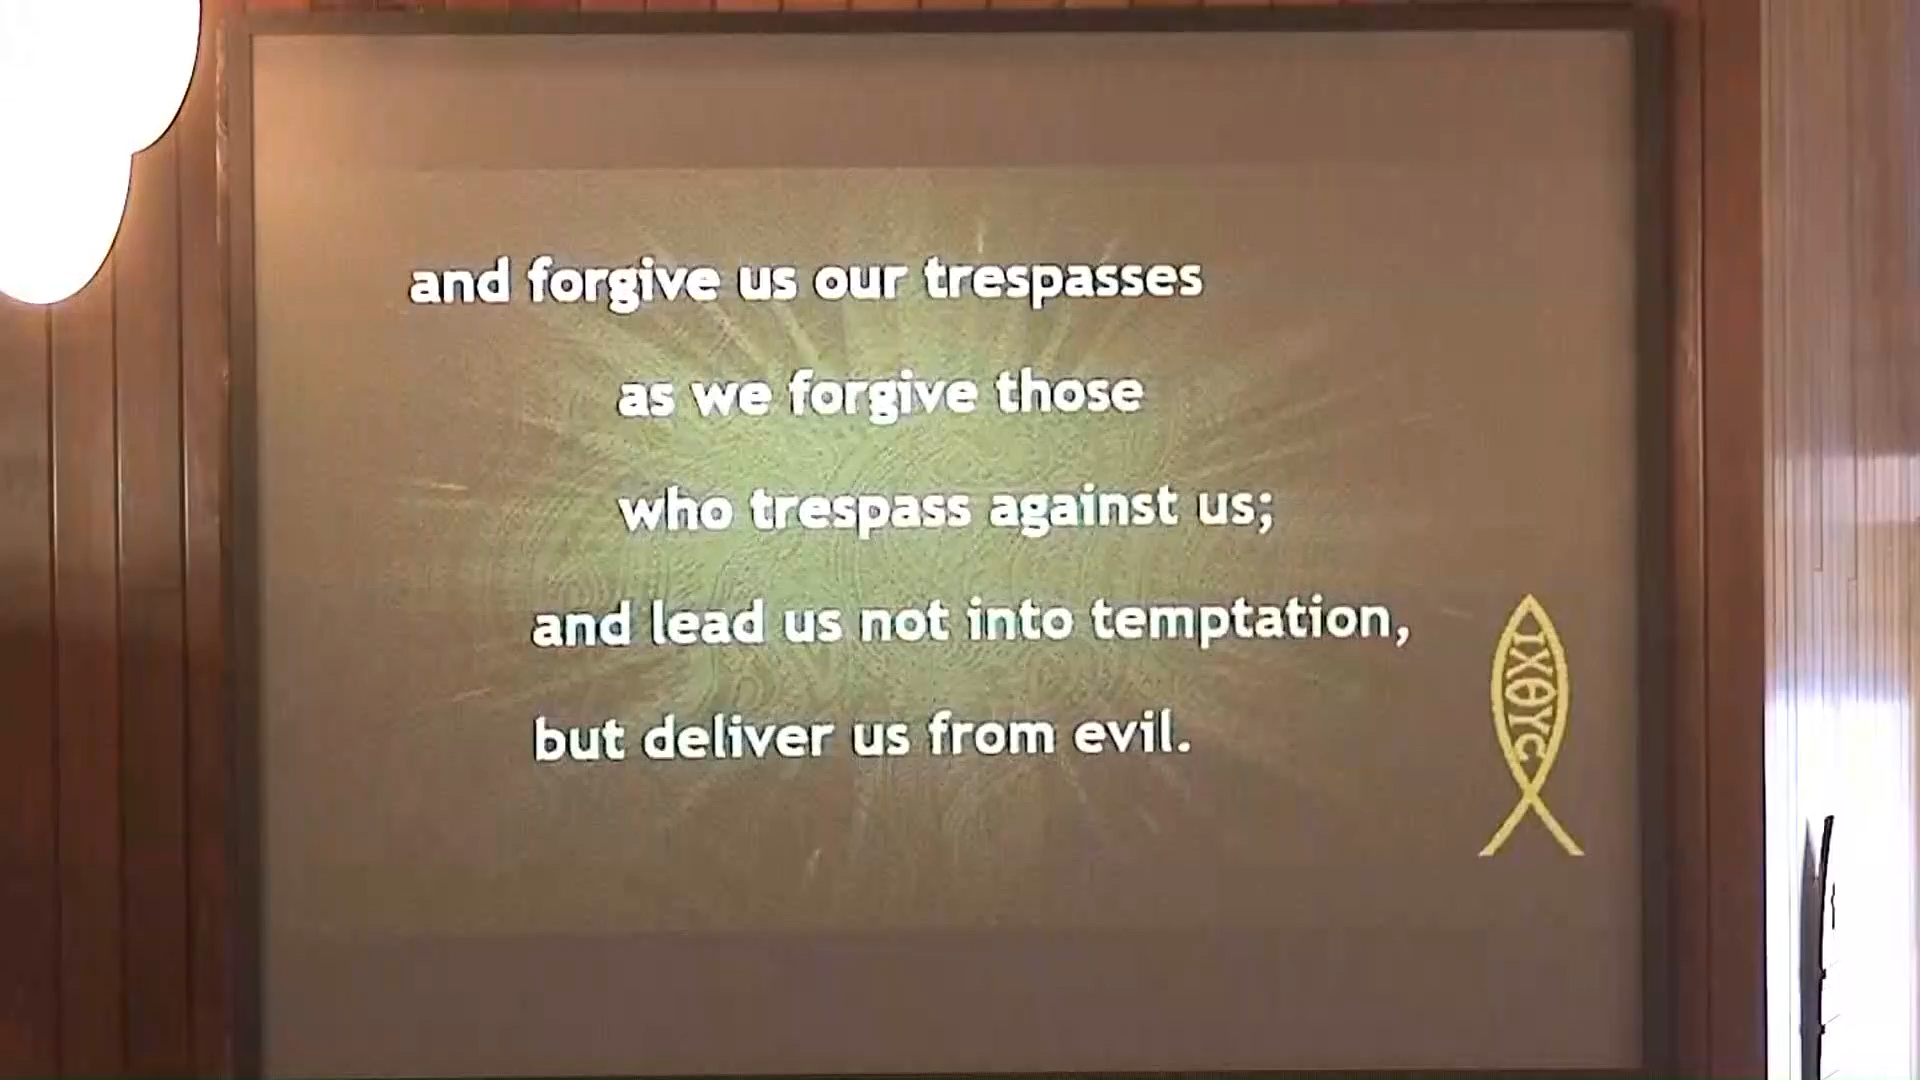 and forgive us our trespasses
as we forgive those
who trespass against us;
and lead us not into temptation,
but deliver us from evil.
ΙΧΘΥϹ